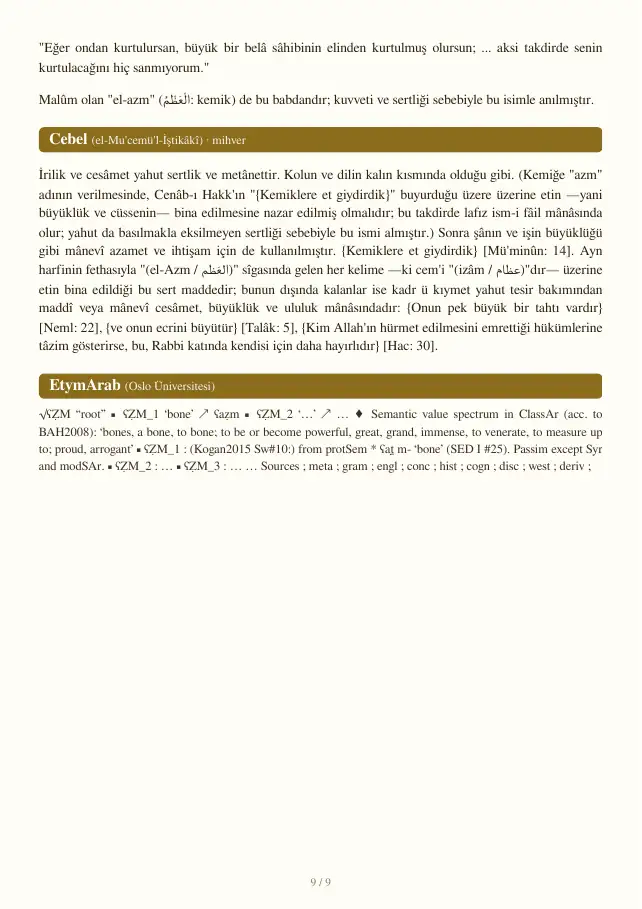 "Eğer ondan kurtulursan, büyük bir belâ sâhibinin elinden kurtulmuş olursun; ... aksi takdirde senin
kurtulacağını hiç sanmıyorum."
Malûm olan "el-azm" (الْعَظْمُ: kemik) de bu babdandır; kuvveti ve sertliği sebebiyle bu isimle anılmıştır.
Cebel (el-Mu'cemü'l-İştikâkî) · mihver
İrilik ve cesâmet yahut sertlik ve metânettir. Kolun ve dilin kalın kısmında olduğu gibi. (Kemiğe "azm"
adının verilmesinde, Cenâb-ı Hakk'ın "{Kemiklere et giydirdik}" buyurduğu üzere üzerine etin —yani
büyüklük ve cüssenin— bina edilmesine nazar edilmiş olmalıdır; bu takdirde lafız ism-i fâil mânâsında
olur; yahut da basılmakla eksilmeyen sertliği sebebiyle bu ismi almıştır.) Sonra şânın ve işin büyüklüğü
gibi mânevî azamet ve ihtişam için de kullanılmıştır. {Kemiklere et giydirdik} [Mü'minûn: 14]. Ayn
harfinin fethasıyla "(el-Azm / العظم)" sîgasında gelen her kelime —ki cem'i "(izâm / عظام)"dır— üzerine
etin bina edildiği bu sert maddedir; bunun dışında kalanlar ise kadr ü kıymet yahut tesir bakımından
maddî veya mânevî cesâmet, büyüklük ve ululuk mânâsındadır: {Onun pek büyük bir tahtı vardır}
[Neml: 22], {ve onun ecrini büyütür} [Talâk: 5], {Kim Allah'ın hürmet edilmesini emrettiği hükümlerine
tâzim gösterirse, bu, Rabbi katında kendisi için daha hayırlıdır} [Hac: 30].
EtymArab (Oslo Üniversitesi)
√ʕẒM “root” ▪ ʕẒM_1 ‘bone’ ↗ ʕaẓm ▪ ʕẒM_2 ‘…’ ↗ … ♦ Semantic value spectrum in ClassAr (acc. to
BAH2008): ‘bones, a bone, to bone; to be or become powerful, great, grand, immense, to venerate, to measure up
to; proud, arrogant’ ▪ ʕẒM_1 : (Kogan2015 Sw#10:) from protSem * ʕaṯ̣ m- ‘bone’ (SED I #25). Passim except Syr
and modSAr. ▪ ʕẒM_2 : … ▪ ʕẒM_3 : … … Sources ; meta ; gram ; engl ; conc ; hist ; cogn ; disc ; west ; deriv ;
9 / 9